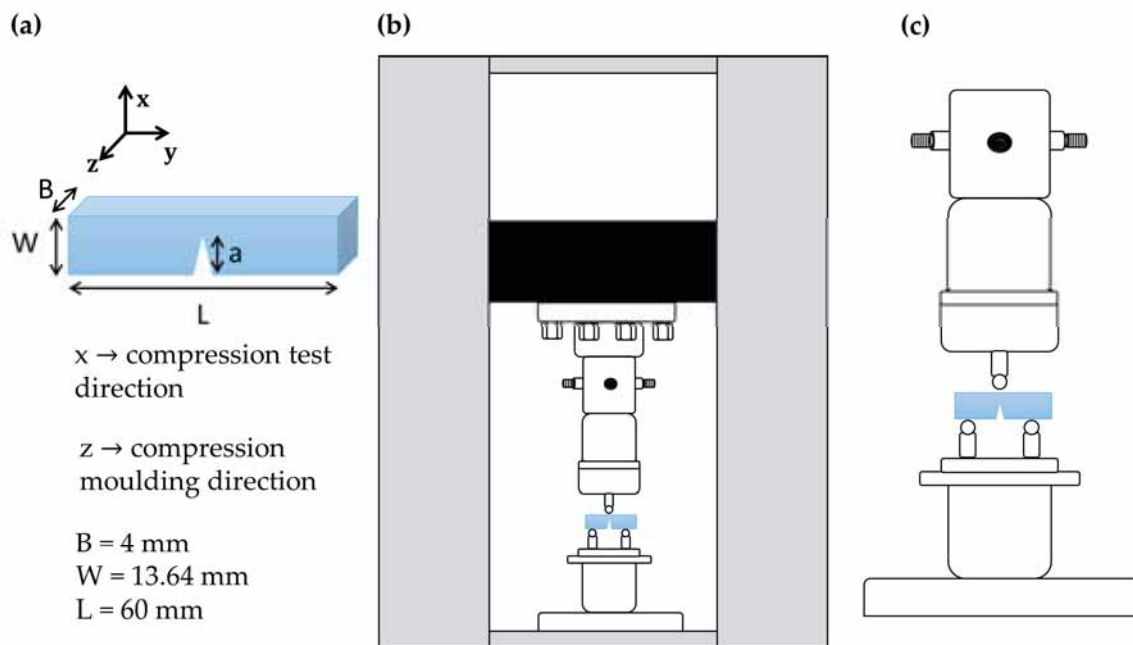 (a)
x
z
y
B
W
a
L
x → compression test
direction
z → compression
moulding direction
B = 4 mm
W = 13.64 mm
L = 60 mm
(b)
(c)